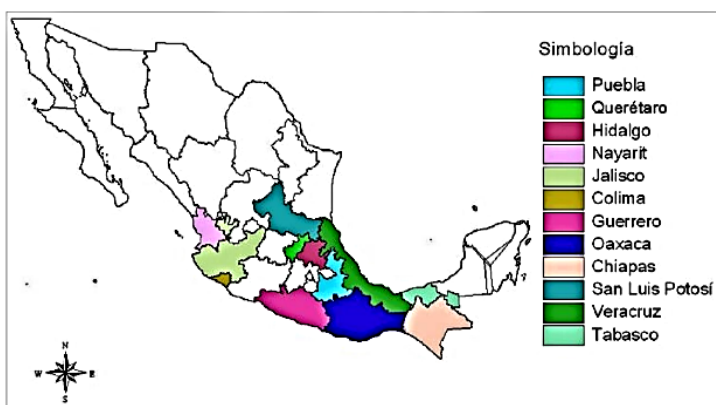 Simbología
Puebla
Querétaro
Hidalgo
Nayarit
Jalisco
Colima
Guerrero
Oaxaca
Chiapas
San Luis Potosí
Veracruz
Tabasco
N
W E
S